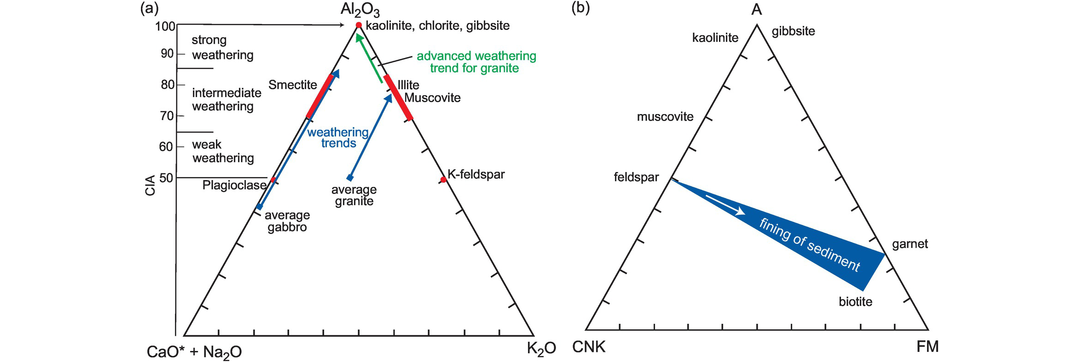 (a)
Al₂O₃
100
kaolinite, chlorite, gibbsite
strong
weathering
90
advanced weathering
trend for granite
80
Smectite
Illite
Muscovite
intermediate
weathering
70
weathering
trends
60
weak
weathering
50
CIA
Plagioclase
K-feldspar
average
granite
average
gabbro
CaO* + Na₂O
K₂O
(b)
A
kaolinite
gibbsite
muscovite
feldspar
fining of sediment
garnet
biotite
CNK
FM